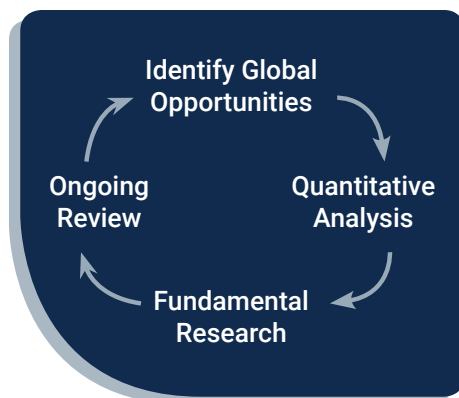 Identify Global
Opportunities
Quantitative
Analysis
Fundamental
Research
Ongoing
Review